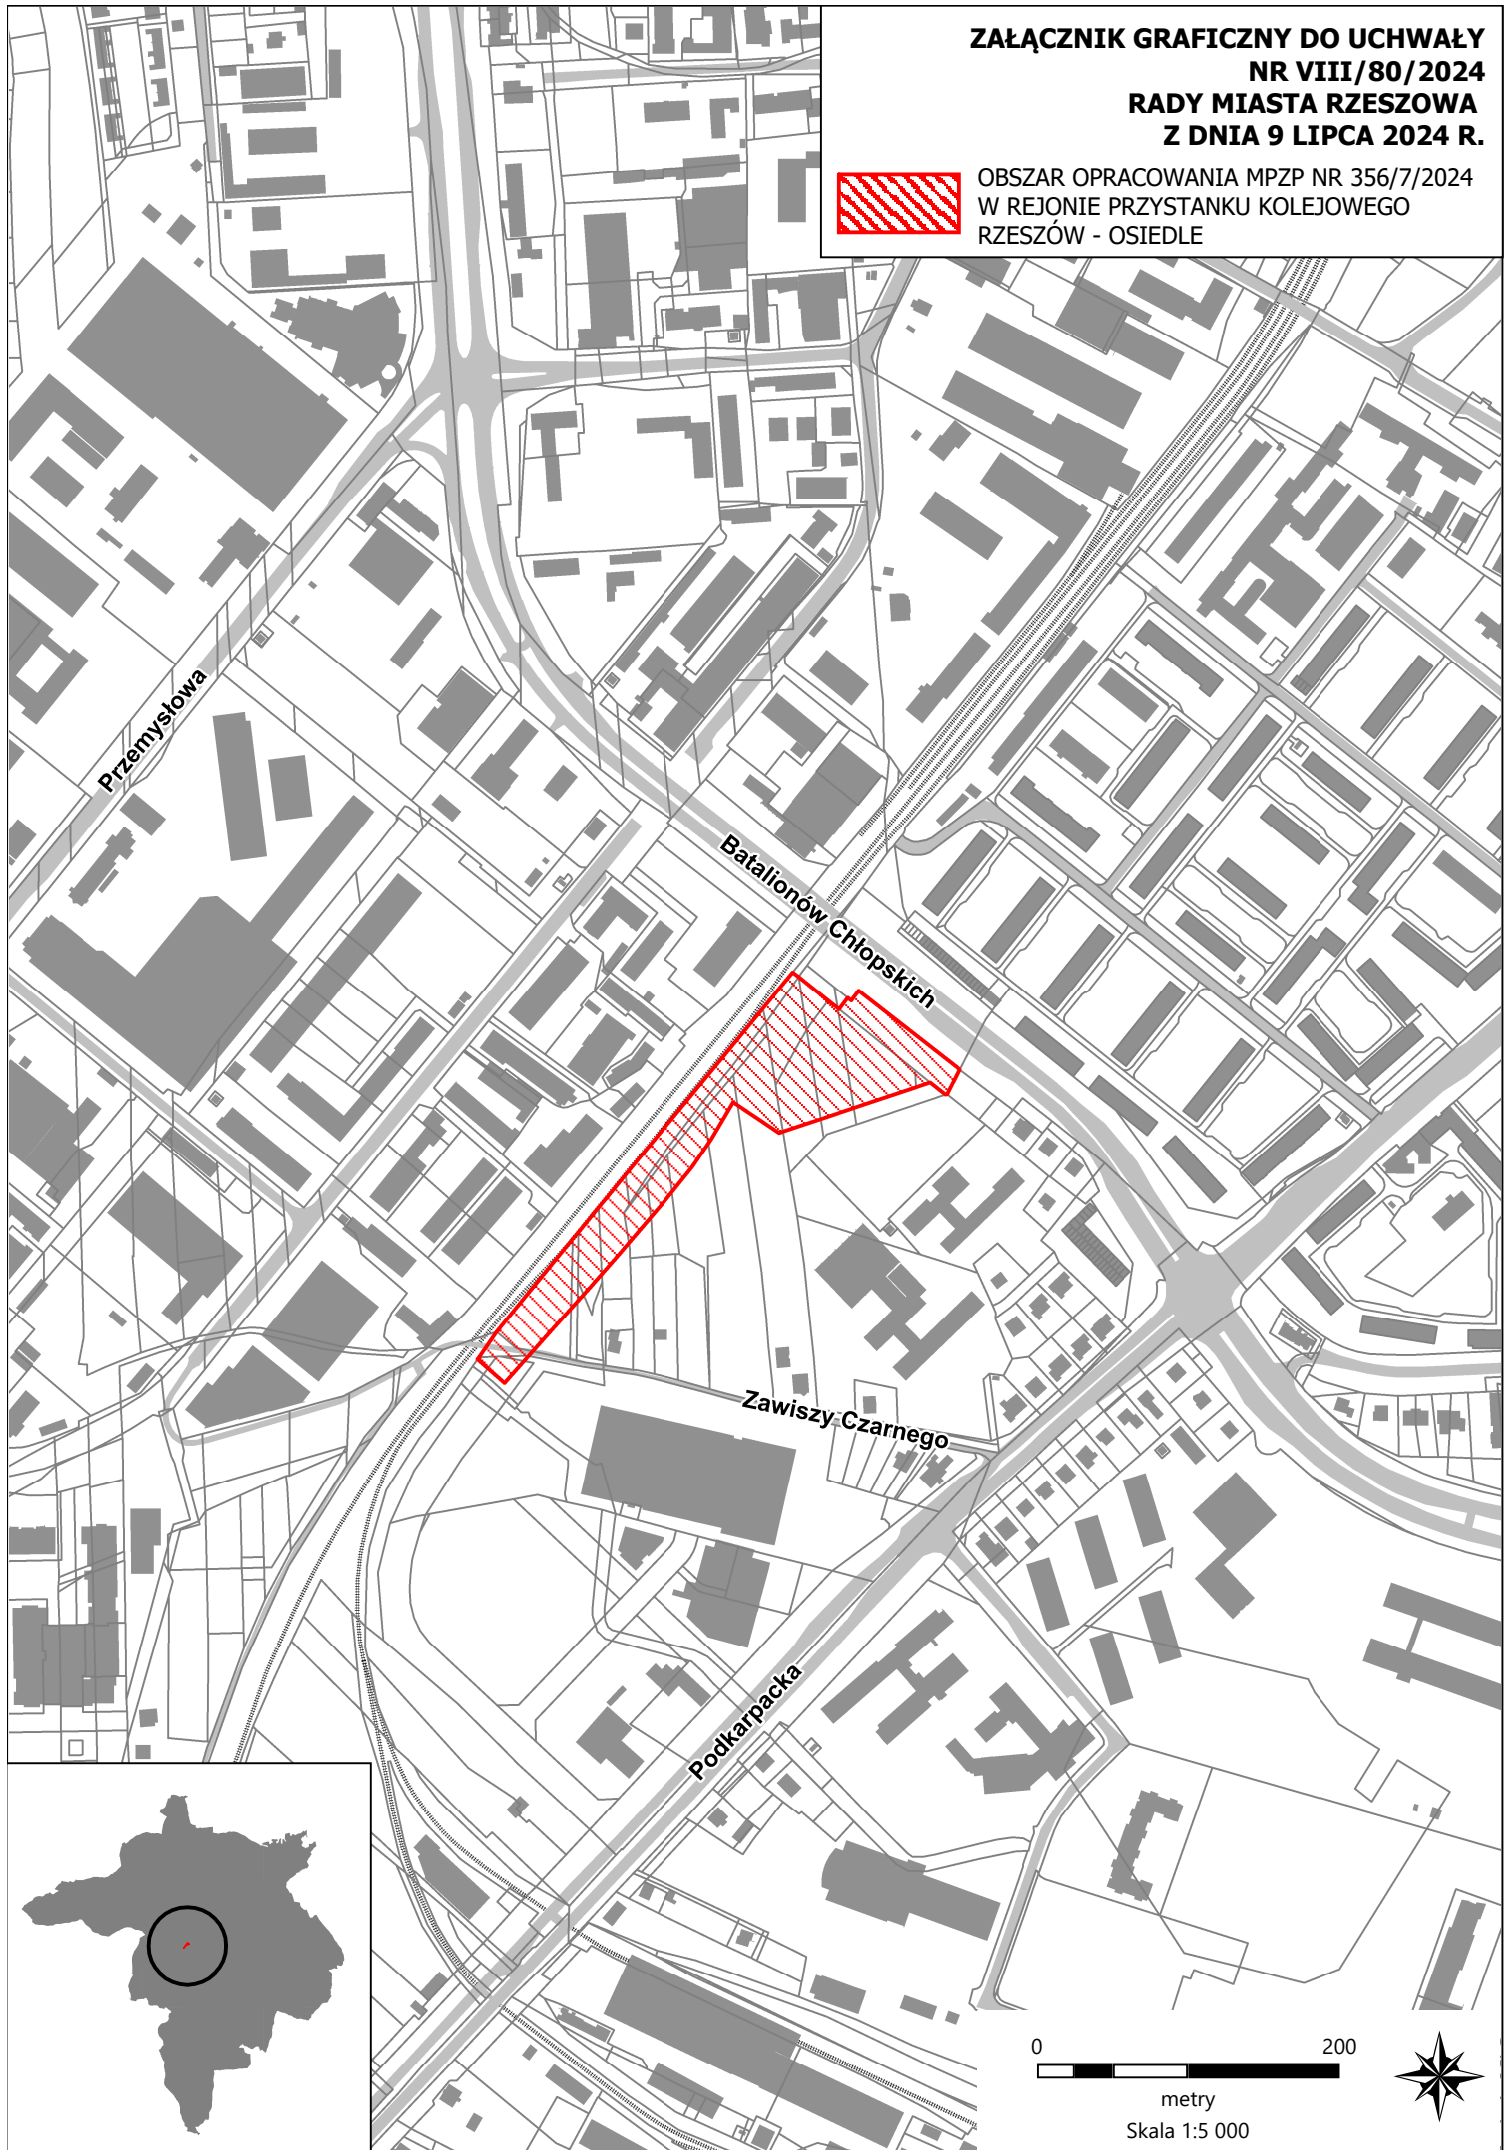 ZAŁĄCZNIK GRAFICZNY DO UCHWAŁY
NR VIII/80/2024
RADY MIASTA RZESZOWA
Z DNIA 9 LIPCA 2024 R.
OBSZAR OPRACOWANIA MPZP NR 356/7/2024
W REJONIE PRZYSTANKU KOLEJOWEGO
RZESZÓW - OSIEDLE
Przemysłowa
Batalionów Chłopskich
Zawiszy Czarnego
Podkarpacka
0 200
metry
Skala 1:5 000